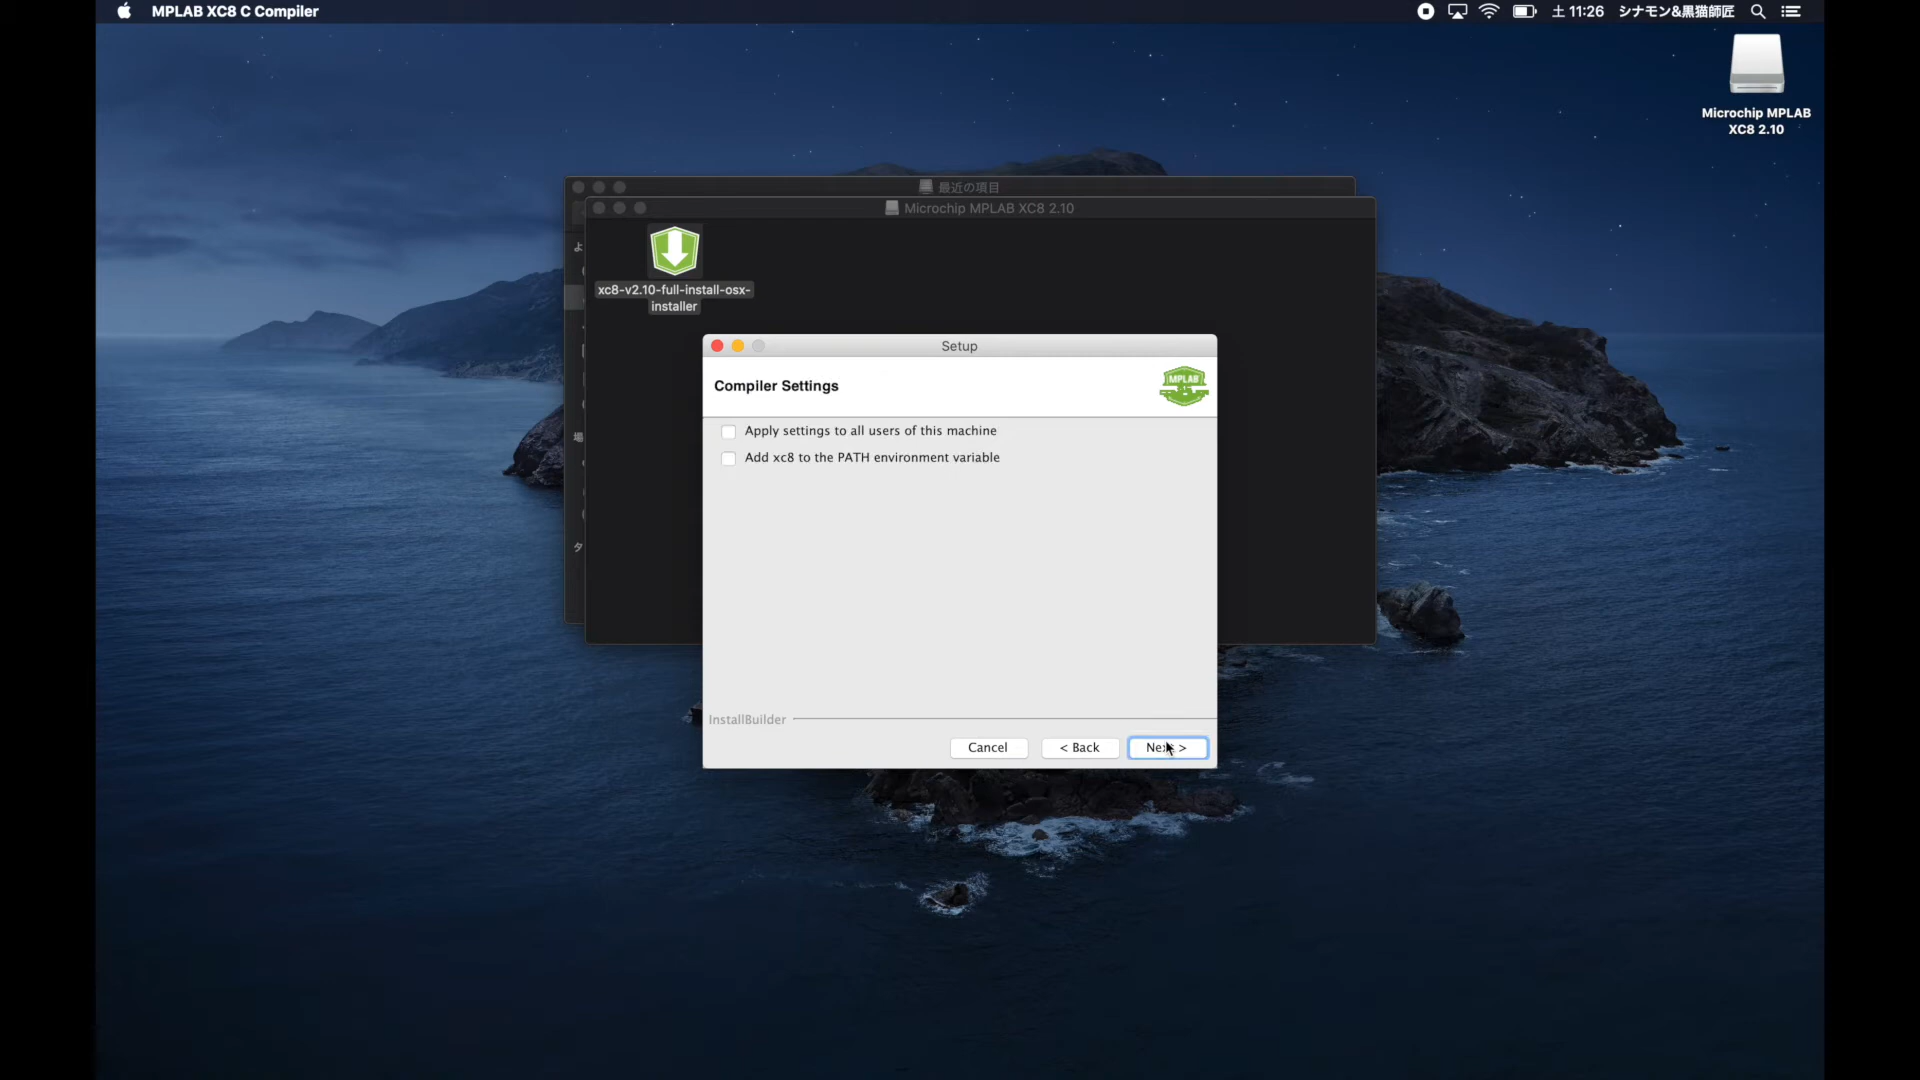 MPLAB XC8 C Compiler
土 11:26 シナモン&黒猫師匠
Microchip MPLAB
XC8 2.10
最近の項目
Microchip MPLAB XC8 2.10
xc8-v2.10-full-install-osx-
installer
Setup
Compiler Settings
MPLAB
Apply settings to all users of this machine
Add xc8 to the PATH environment variable
InstallBuilder
Cancel
< Back
Next >